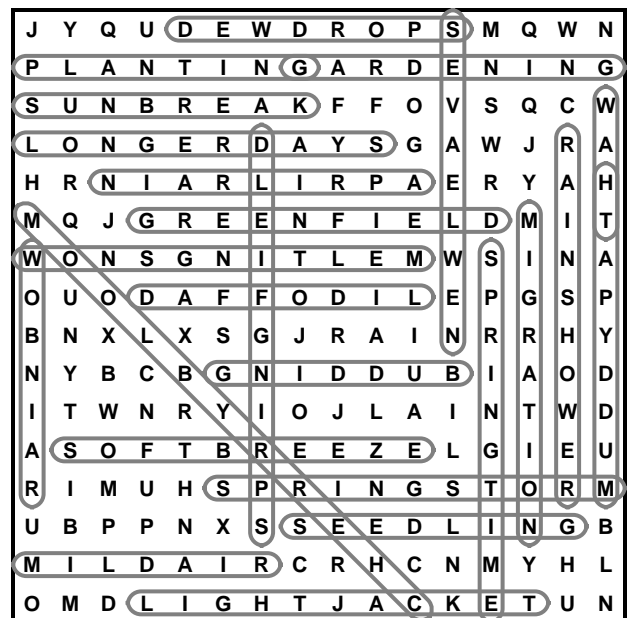 J Y Q U D E W D R O P S M Q W N
P L A N T I N G A R D E N I N G
S U N B R E A K F F O V S Q C W
L O N G E R D A Y S G A W J R A
H R N I A R L I R P A E R Y A H
M Q J G R E E N F I E L D M I T
W O N S G N I T L E M W S I N A
O U O D A F F O D I L E P G S P
B N X L X S G J R A I N R R H Y
N Y B C B G N I D D U B I A O D
I T W N R Y I O J L A I N T W D
A S O F T B R E E Z E L G I E U
R I M U H S P R I N G S T O R M
U B P P N X S S E E D L I N G B
M I L D A I R C R H C N M Y H L
O M D L I G H T J A C K E T U N